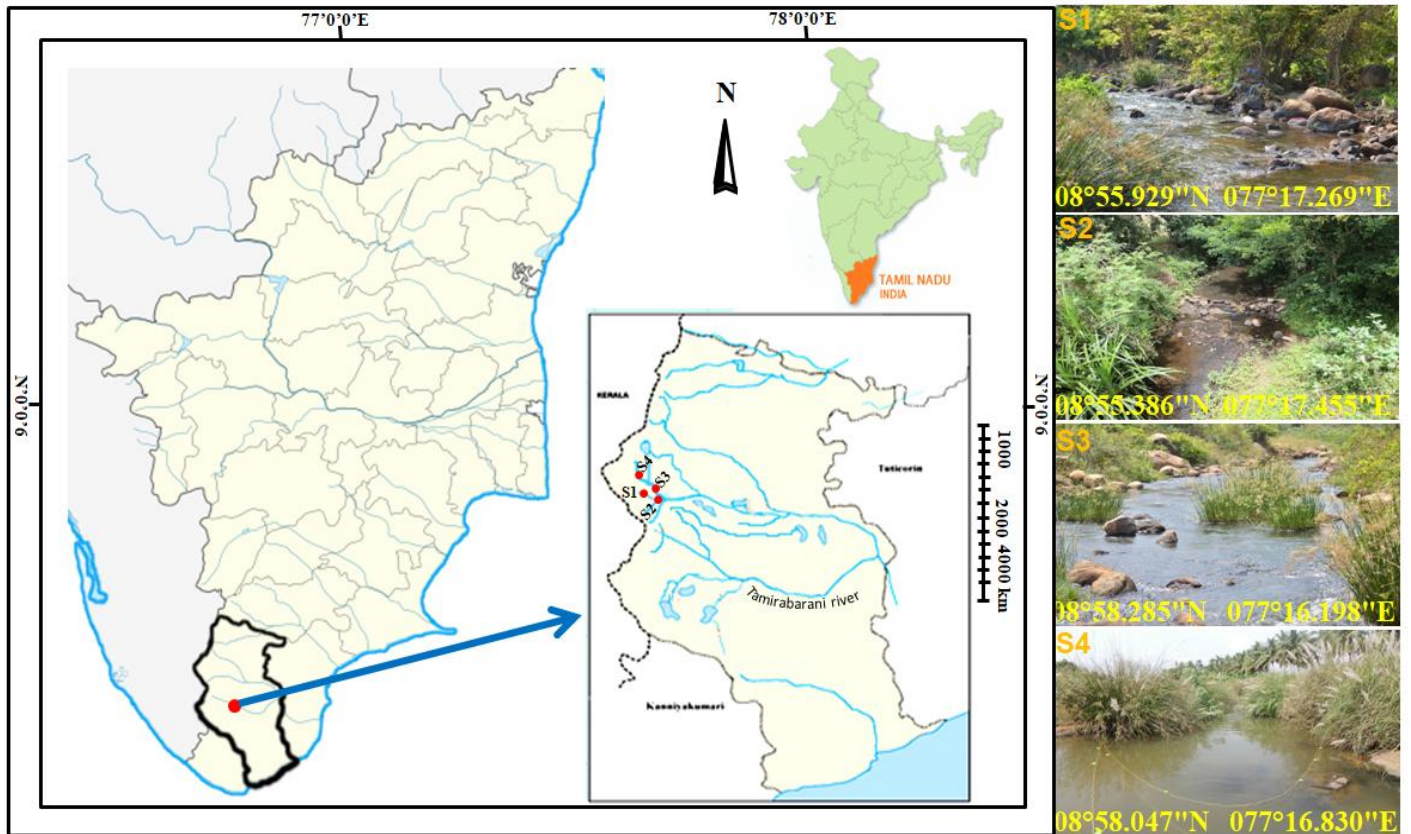 77°0'0"E
78°0'0"E
N
TAMIL NADU
INDIA
9°0'0"N
9°0'0"N
KERALA
Tuticorin
S4
S3
S1
S2
Tamirabarani river
Kanniyakumari
1000
2000
4000 km
S1
08°55.929"N 077°17.269"E
S2
08°55.386"N 077°17.455"E
S3
08°58.285"N 077°16.198"E
S4
08°58.047"N 077°16.830"E